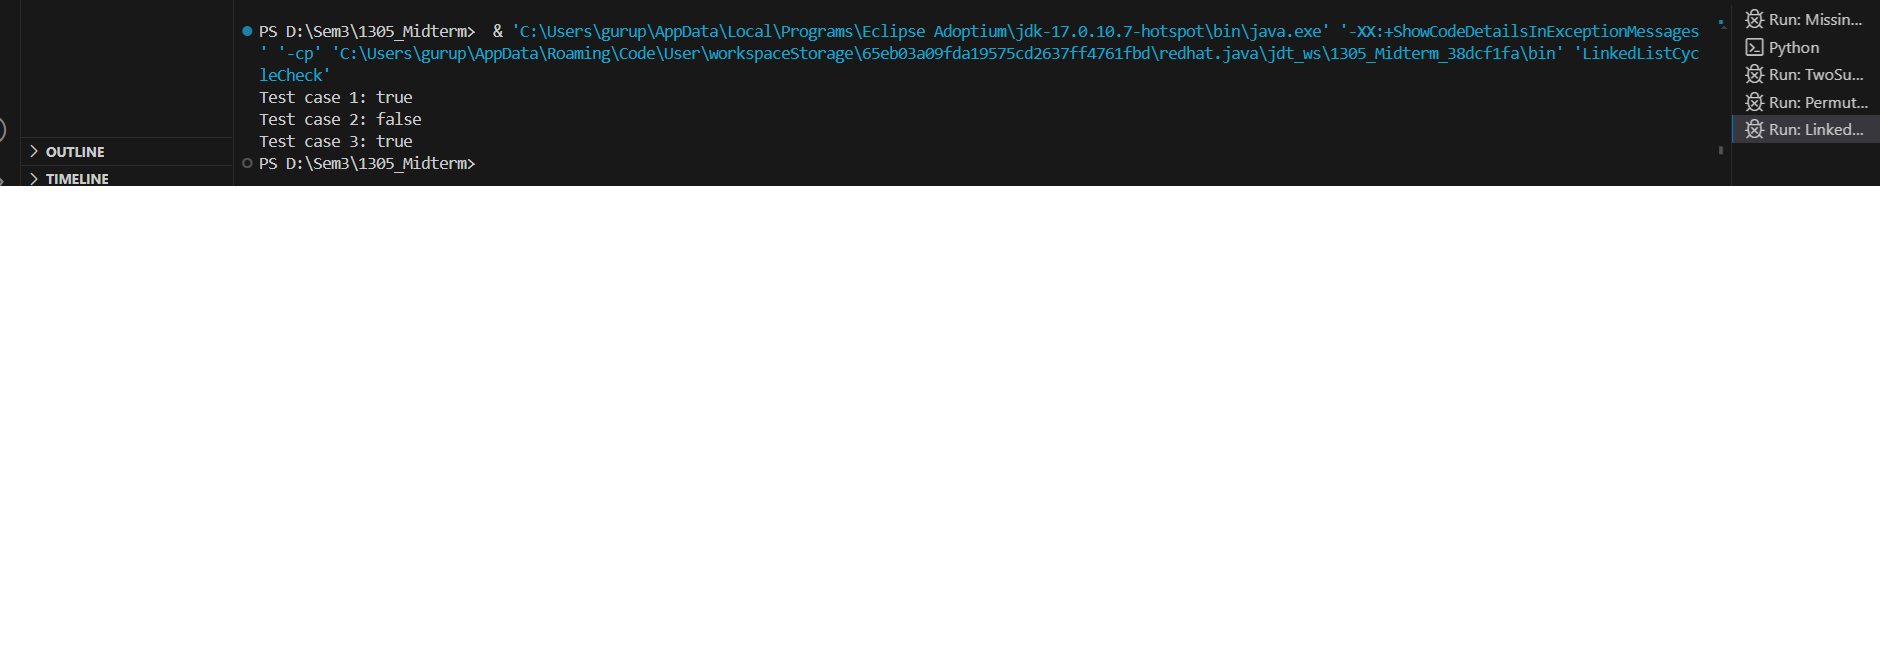 PS D:\Sem3\1305_Midterm>  & 'C:\Users\gurup\AppData\Local\Programs\Eclipse Adoptium\jdk-17.0.10.7-hotspot\bin\java.exe' '-XX:+ShowCodeDetailsInExceptionMessages
' '-cp' 'C:\Users\gurup\AppData\Roaming\Code\User\workspaceStorage\65eb03a09fda19575cd2637ff4761fbd\redhat.java\jdt_ws\1305_Midterm_38dcf1fa\bin' 'LinkedListCyc
leCheck'
Test case 1: true
Test case 2: false
Test case 3: true
PS D:\Sem3\1305_Midterm>
OUTLINE
TIMELINE
Run: Missin...
Python
Run: TwoSu...
Run: Permut...
Run: Linked...